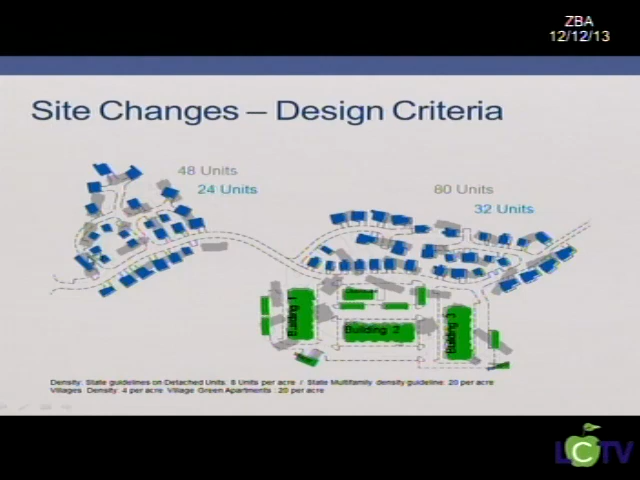 ZBA
12/12/13
Site Changes – Design Criteria
48 Units
24 Units
80 Units
32 Units
Building 1
Building 2
Building 3
Density: State guidelines on Detached Units: 8 Units per acre / State Multifamily density guideline: 20 per acre
Villages Density: 4 per acre Village Green Apartments : 20 per acre
LCTV